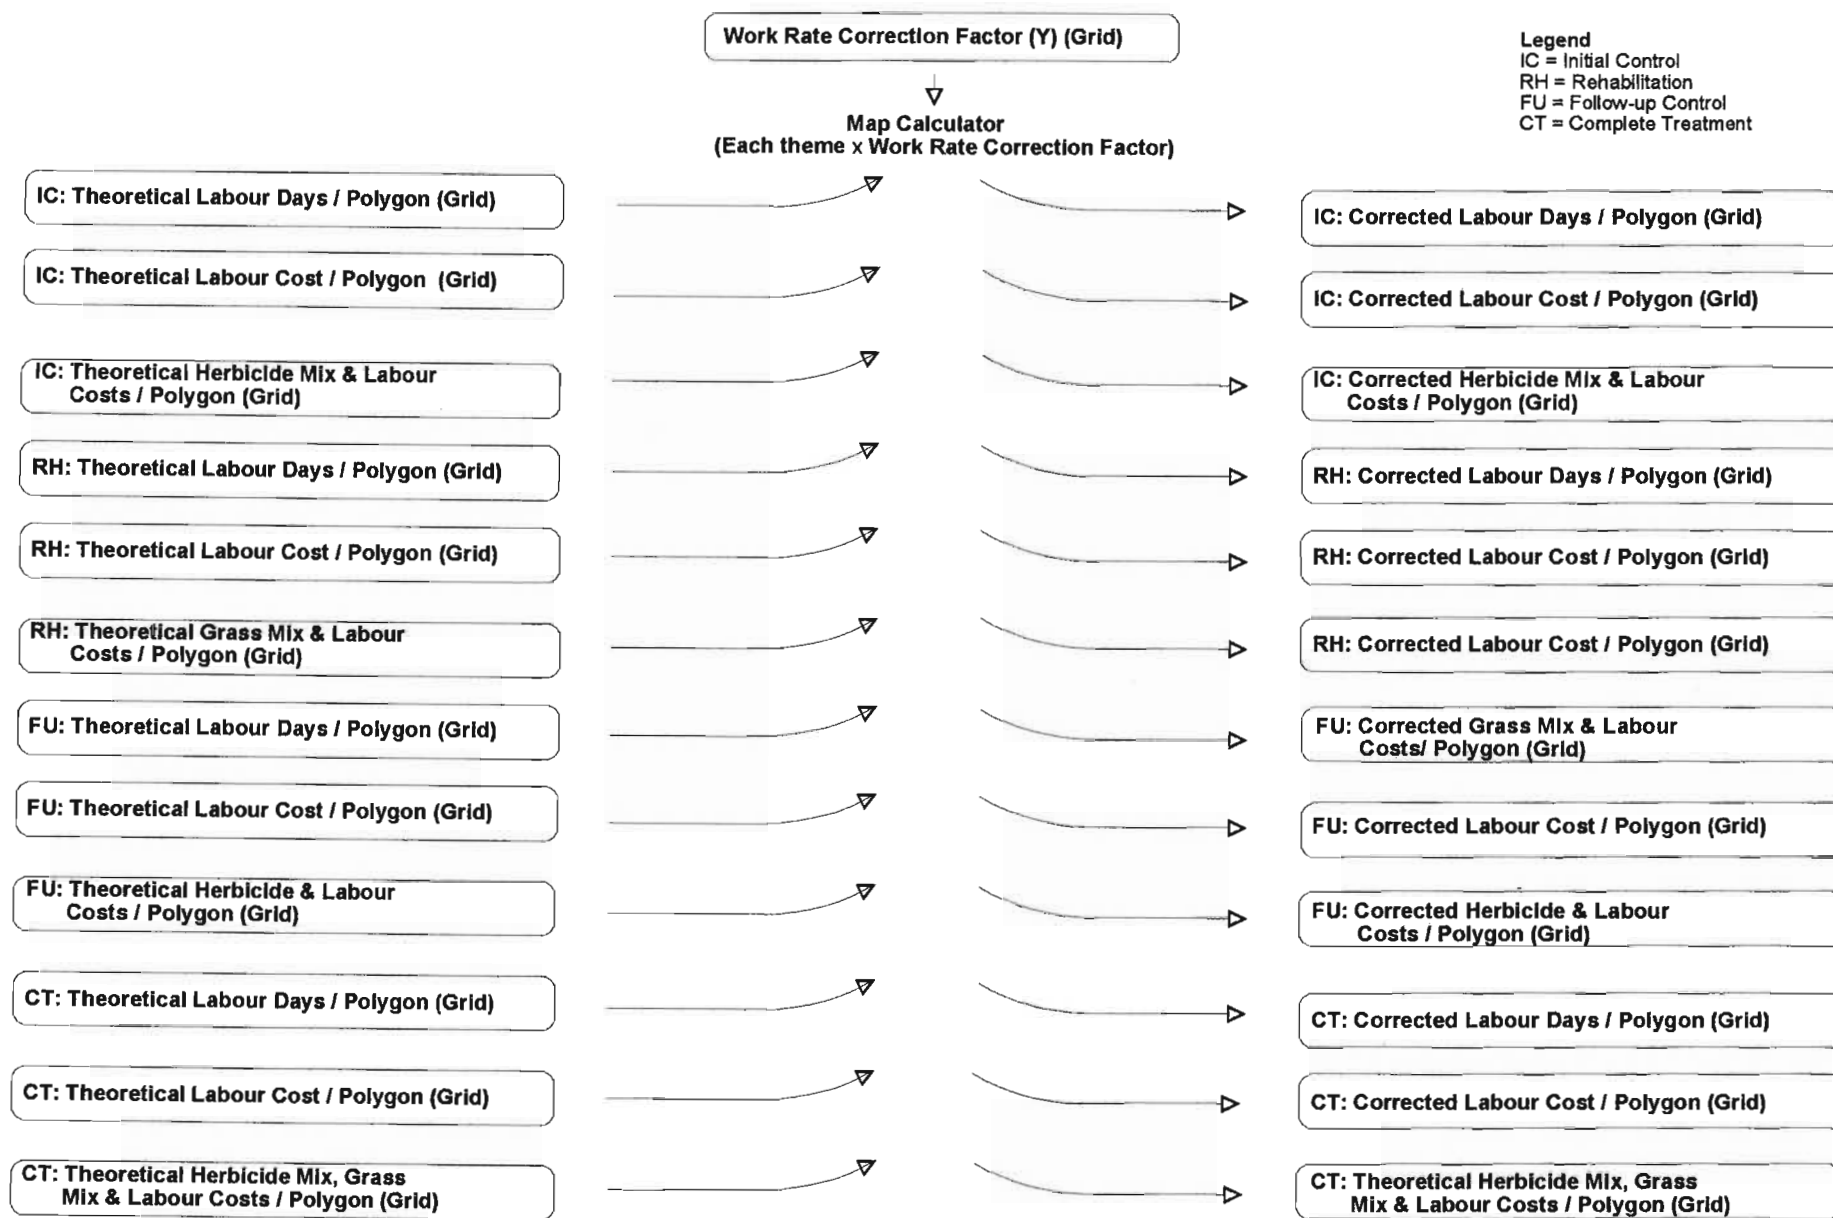 Work Rate Correction Factor (Y) (Grid)
Legend
IC = Initial Control
RH = Rehabilitation
FU = Follow-up Control
CT = Complete Treatment
Map Calculator
(Each theme x Work Rate Correction Factor)
IC: Theoretical Labour Days / Polygon (Grid)
IC: Theoretical Labour Cost / Polygon (Grid)
IC: Theoretical Herbicide Mix & Labour
Costs / Polygon (Grid)
RH: Theoretical Labour Days / Polygon (Grid)
RH: Theoretical Labour Cost / Polygon (Grid)
RH: Theoretical Grass Mix & Labour
Costs / Polygon (Grid)
FU: Theoretical Labour Days / Polygon (Grid)
FU: Theoretical Labour Cost / Polygon (Grid)
FU: Theoretical Herbicide & Labour
Costs / Polygon (Grid)
CT: Theoretical Labour Days / Polygon (Grid)
CT: Theoretical Labour Cost / Polygon (Grid)
CT: Theoretical Herbicide Mix, Grass
Mix & Labour Costs / Polygon (Grid)
IC: Corrected Labour Days / Polygon (Grid)
IC: Corrected Labour Cost / Polygon (Grid)
IC: Corrected Herbicide Mix & Labour
Costs / Polygon (Grid)
RH: Corrected Labour Days / Polygon (Grid)
RH: Corrected Labour Cost / Polygon (Grid)
RH: Corrected Labour Cost / Polygon (Grid)
FU: Corrected Grass Mix & Labour
Costs/ Polygon (Grid)
FU: Corrected Labour Cost / Polygon (Grid)
FU: Corrected Herbicide & Labour
Costs / Polygon (Grid)
CT: Corrected Labour Days / Polygon (Grid)
CT: Corrected Labour Cost / Polygon (Grid)
CT: Theoretical Herbicide Mix, Grass
Mix & Labour Costs / Polygon (Grid)